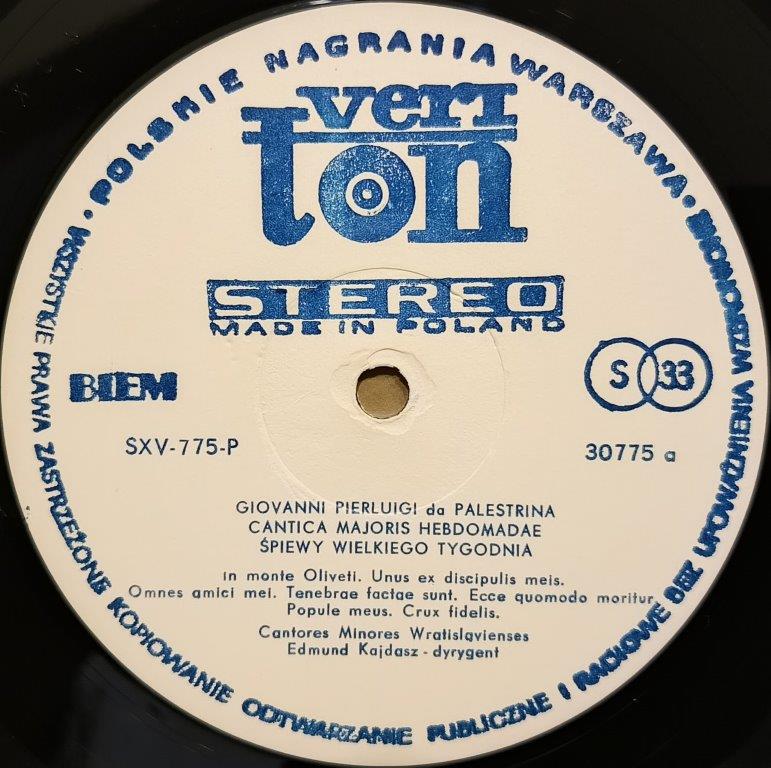 • POLSKIE NAGRANIA WARSZAWA •
veri
ton
STEREO
MADE IN POLAND
BIEM
S 33
SXV-775-P
30775 a
GIOVANNI PIERLUIGI da PALESTRINA
CANTICA MAJORIS HEBDOMADAE
ŚPIEWY WIELKIEGO TYGODNIA
in monte Oliveti. Unus ex discipulis meis.
Omnes amici mei. Tenebrae factae sunt. Ecce quomodo moritur.
Popule meus. Crux fidelis.
Cantores Minores Wratislavienses
Edmund Kajdasz - dyrygent
WSZYSTKIE PRAWA ZASTRZEŻONE KOPIOWANIE ODTWARZANIE PUBLICZNE I RADIOWE BEZ UPOWAŻNIENIA WZBRONIONE